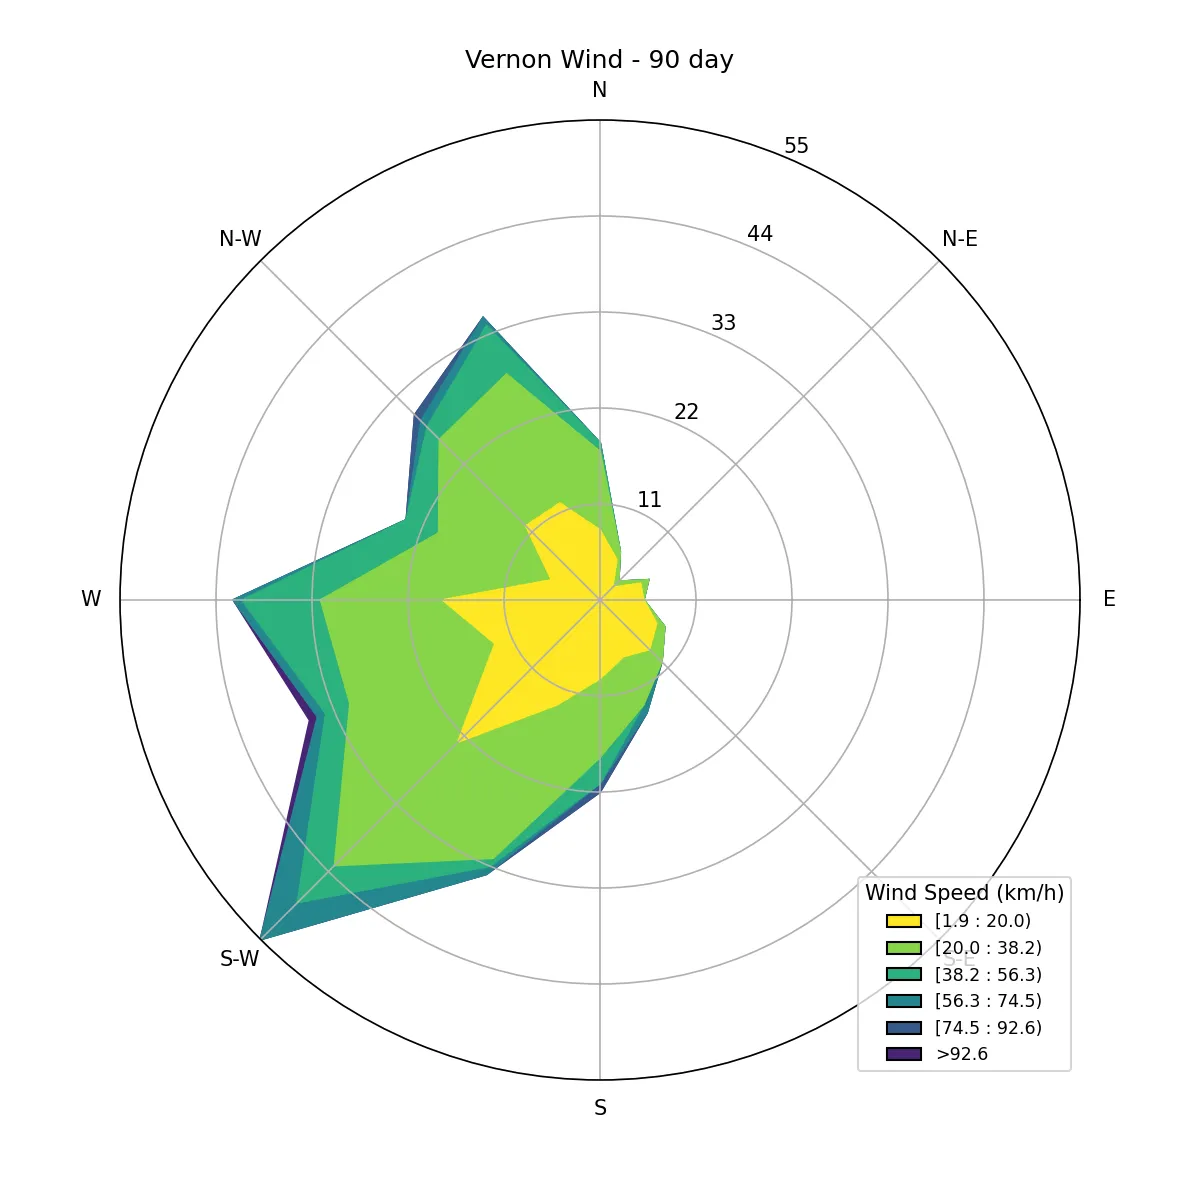 Vernon Wind - 90 day
N
55
N-W
44
N-E
33
22
11
W
E
S-W
S-E
S
Wind Speed (km/h)
[1.9 : 20.0)
[20.0 : 38.2)
[38.2 : 56.3)
[56.3 : 74.5)
[74.5 : 92.6)
>92.6